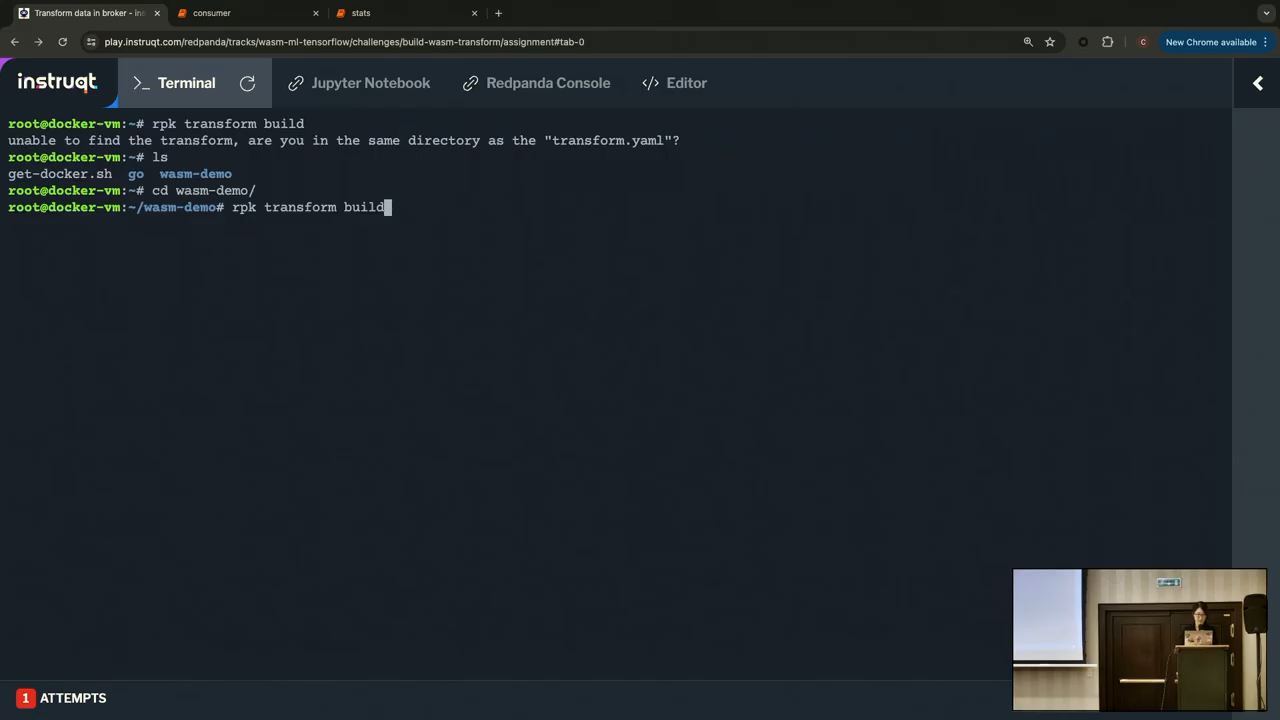 Transform data in broker - ins
consumer
stats
play.instruqt.com/redpanda/tracks/wasm-ml-tensorflow/challenges/build-wasm-transform/assignment#tab-0
C
New Chrome available
instruqt
Terminal
Jupyter Notebook
Redpanda Console
Editor
root@docker-vm:~# rpk transform build
unable to find the transform, are you in the same directory as the "transform.yaml"?
root@docker-vm:~# ls
get-docker.sh go wasm-demo
root@docker-vm:~# cd wasm-demo/
root@docker-vm:~/wasm-demo# rpk transform build
1 ATTEMPTS